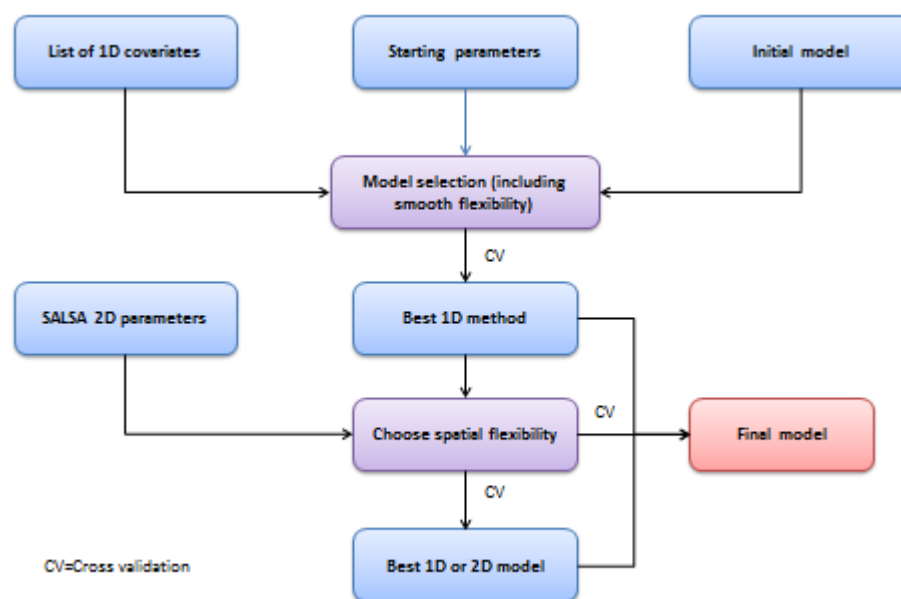 List of 1D covariates
Starting parameters
Initial model
Model selection (including
smooth flexibility)
CV
SALSA 2D parameters
Best 1D method
CV
Choose spatial flexibility
Final model
CV
Best 1D or 2D model
CV=Cross validation